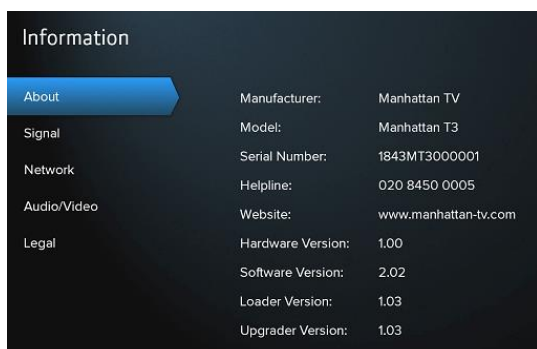 Information
About
Signal
Network
Audio/Video
Legal
Manufacturer: Manhattan TV
Model: Manhattan T3
Serial Number: 1843MT3000001
Helpline: 020 8450 0005
Website: www.manhattan-tv.com
Hardware Version: 1.00
Software Version: 2.02
Loader Version: 1.03
Upgrader Version: 1.03